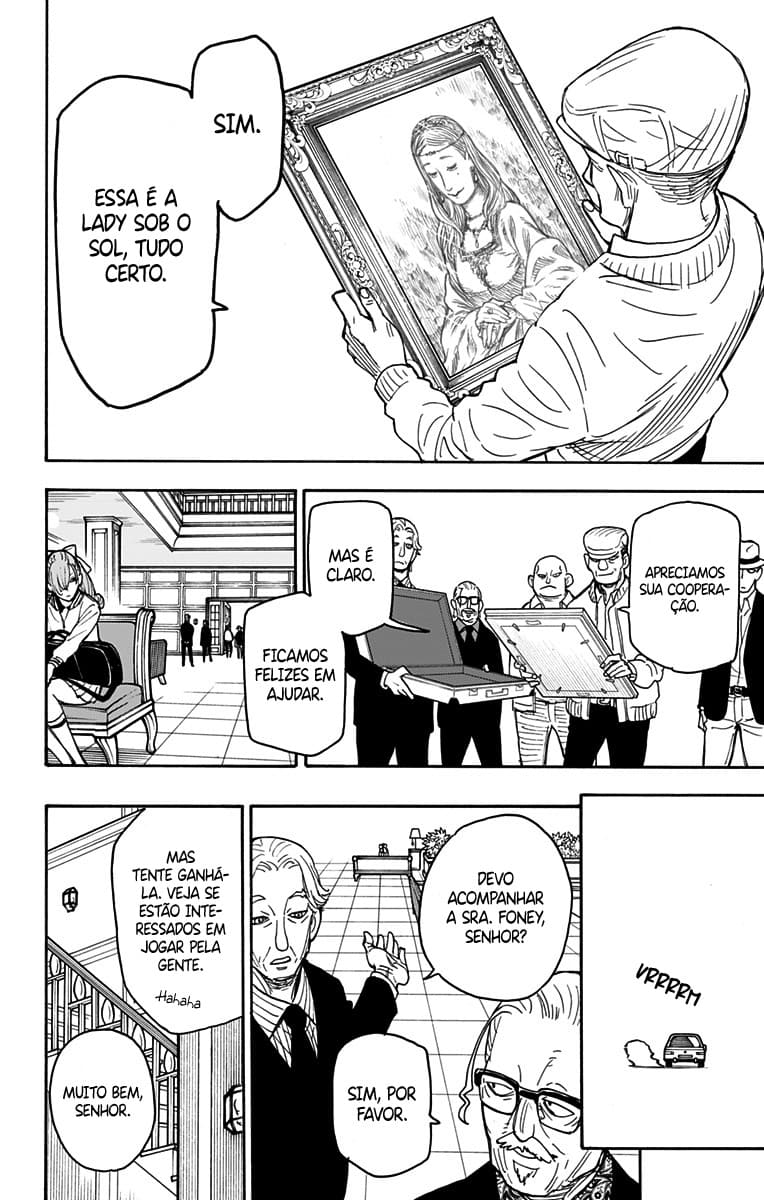 SIM.
ESSA É A
LADY SOB O
SOL, TUDO
CERTO.
APRECIAMOS
SUA COOPERA-
ÇÃO.
MAS É
CLARO.
FICAMOS
FELIZES EM
AJUDAR.
VRRRRM
DEVO
ACOMPANHAR
A SRA. FONEY,
SENHOR?
SIM, POR
FAVOR.
MAS
TENTE GANHÁ-
LA. VEJA SE
ESTÃO INTE-
RESSADOS EM
JOGAR PELA
GENTE.
Hahaha
MUITO BEM,
SENHOR.